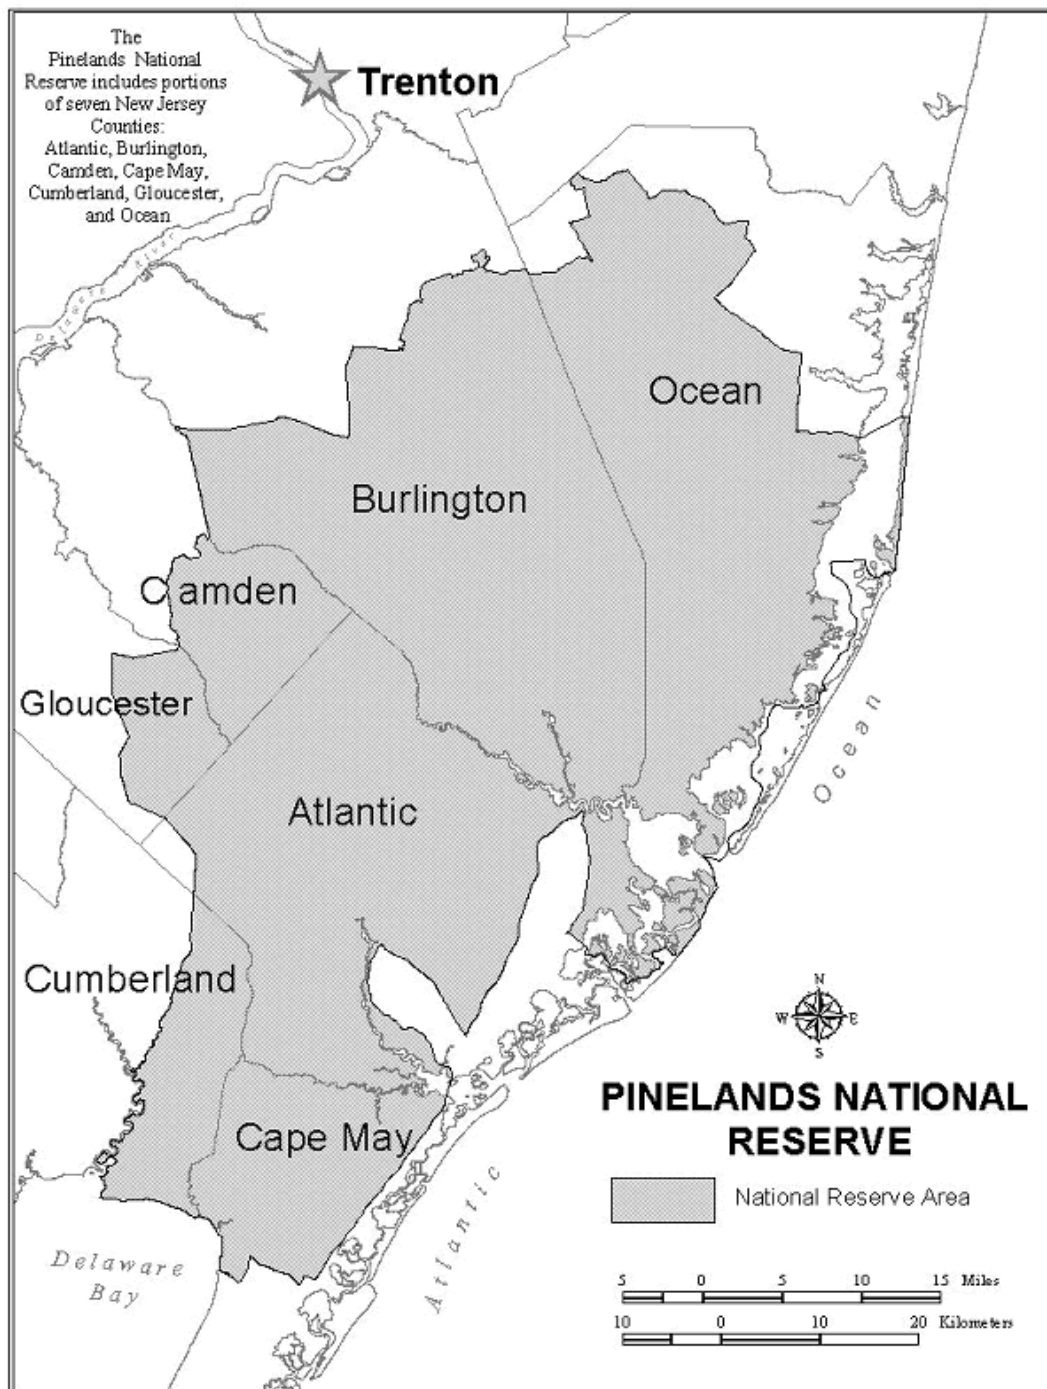 The
Pinelands National
Reserve includes portions
of seven New Jersey
Counties:
Atlantic, Burlington,
Camden, Cape May,
Cumberland, Gloucester,
and Ocean
Trenton
Delaware River
Ocean
Burlington
Camden
Gloucester
Atlantic
Cumberland
Cape May
Atlantic Ocean
Delaware
Bay
N
W E
S
PINELANDS NATIONAL
RESERVE
National Reserve Area
5 0 5 10 15 Miles
10 0 10 20 Kilometers